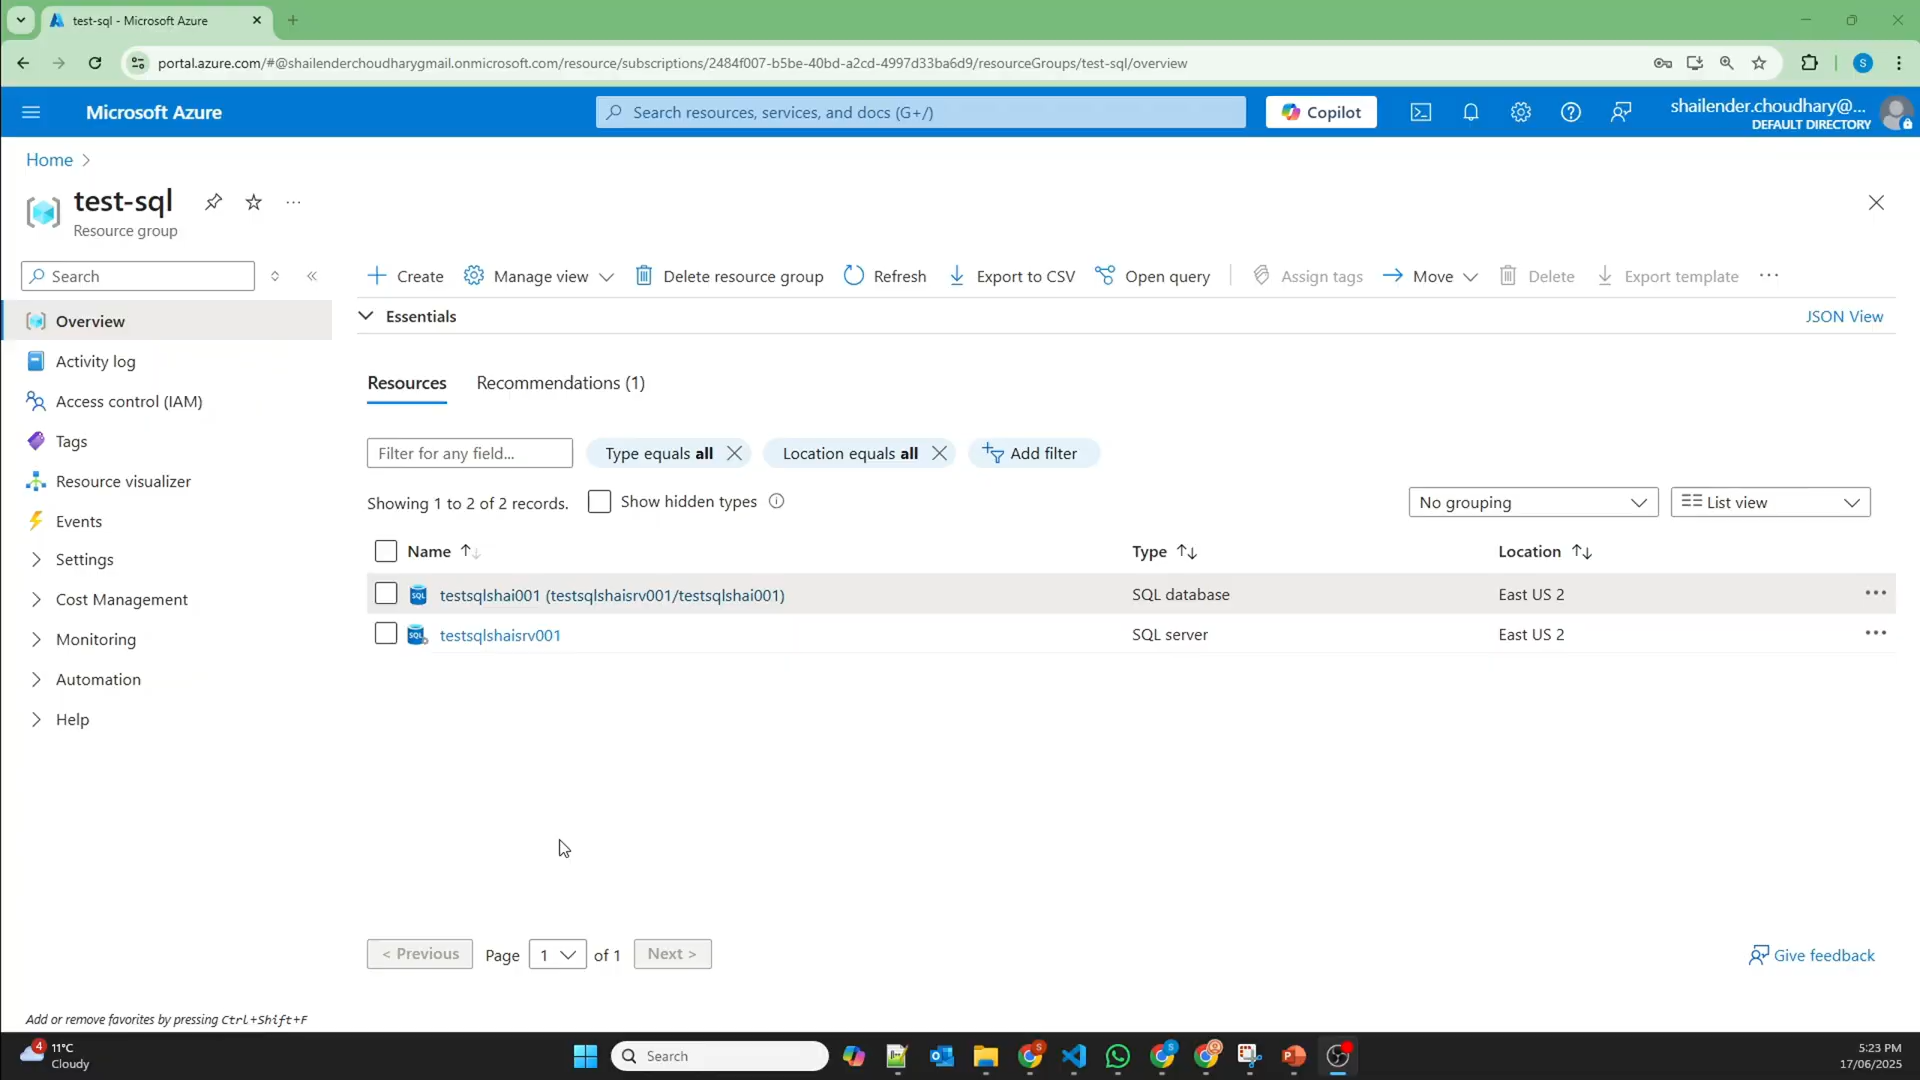 test-sql - Microsoft Azure
portal.azure.com/#@shailenderchoudharygmail.onmicrosoft.com/resource/subscriptions/2484f007-b5be-40bd-a2cd-4997d33ba6d9/resourceGroups/test-sql/overview
S
Microsoft Azure
Search resources, services, and docs (G+/)
Copilot
shailender.choudhary@...
DEFAULT DIRECTORY
Home
test-sql
Resource group
Search
Create
Manage view
Delete resource group
Refresh
Export to CSV
Open query
Assign tags
Move
Delete
Export template
Overview
Activity log
Access control (IAM)
Tags
Resource visualizer
Events
Settings
Cost Management
Monitoring
Automation
Help
Essentials
JSON View
Resources
Recommendations (1)
Filter for any field...
Type equals all
Location equals all
Add filter
Showing 1 to 2 of 2 records.
Show hidden types
No grouping
List view
Name
Type
Location
testsqlshai001 (testsqlshaisrv001/testsqlshai001)
SQL database
East US 2
testsqlshaisrv001
SQL server
East US 2
< Previous
Page
1
of 1
Next >
Give feedback
Add or remove favorites by pressing Ctrl+Shift+F
4
11°C
Cloudy
Search
5:23 PM
17/06/2025